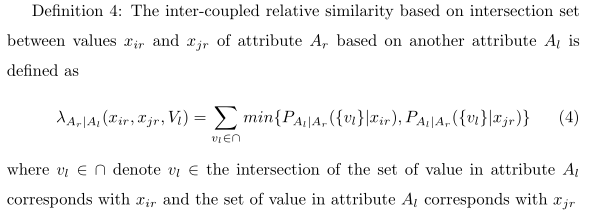 Definition 4: The inter-coupled relative similarity based on intersection set
between values $x_{ir}$ and $x_{jr}$ of attribute $A_r$ based on another attribute $A_l$ is
defined as
$\lambda_{A_r|A_l}(x_{ir}, x_{jr}, V_l) = \sum_{v_l \in \cap} min\{P_{A_l|A_r}(\{v_l\}|x_{ir}), P_{A_l|A_r}(\{v_l\}|x_{jr})\}$ (4)
where $v_l \in \cap$ denote $v_l \in$ the intersection of the set of value in attribute $A_l$
corresponds with $x_{ir}$ and the set of value in attribute $A_l$ corresponds with $x_{jr}$